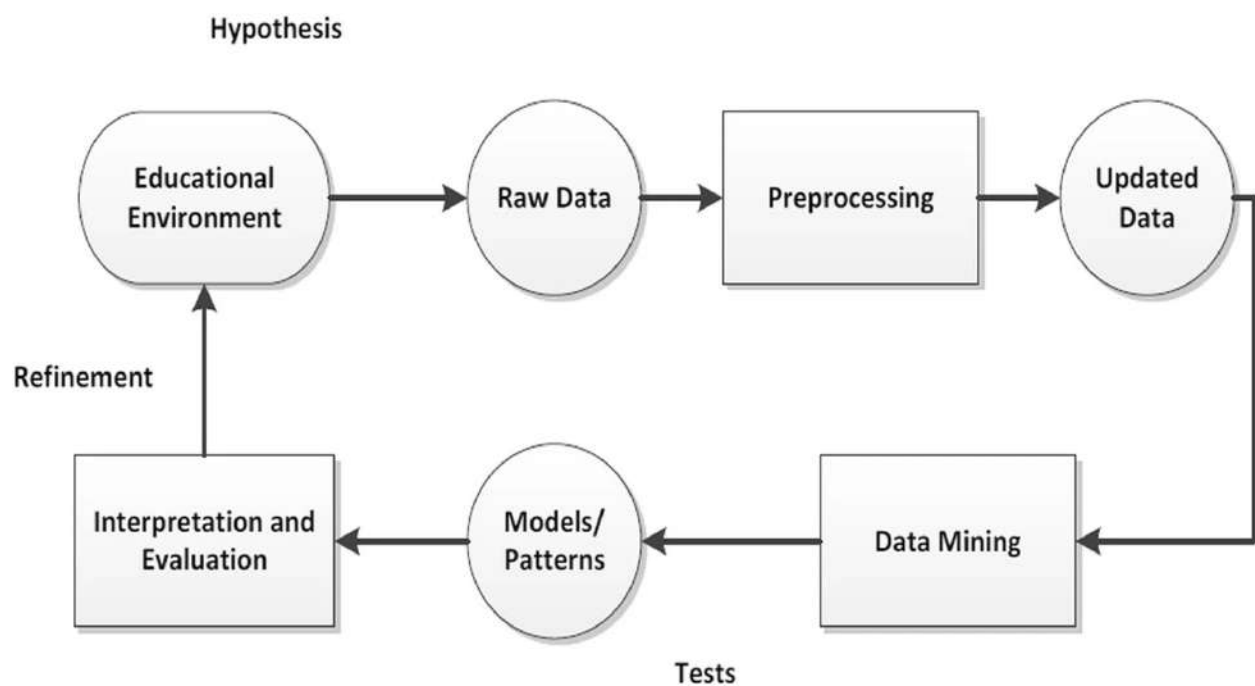 Hypothesis
Educational
Environment
Raw Data
Preprocessing
Updated
Data
Refinement
Interpretation and
Evaluation
Models/
Patterns
Data Mining
Tests